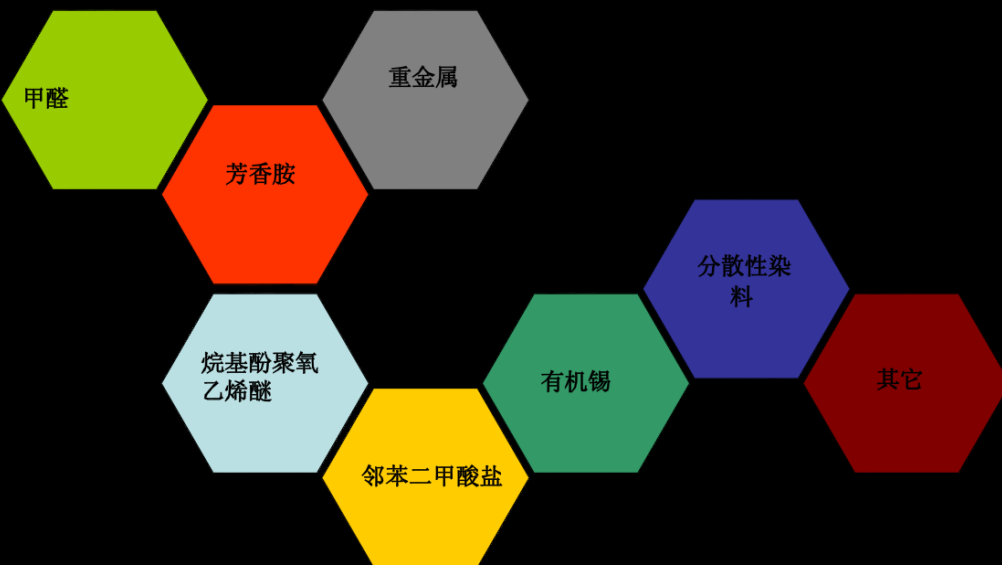 重金属
甲醛
芳香胺
分散性染
料
烷基酚聚氧
乙烯醚
有机锡
其它
邻苯二甲酸盐